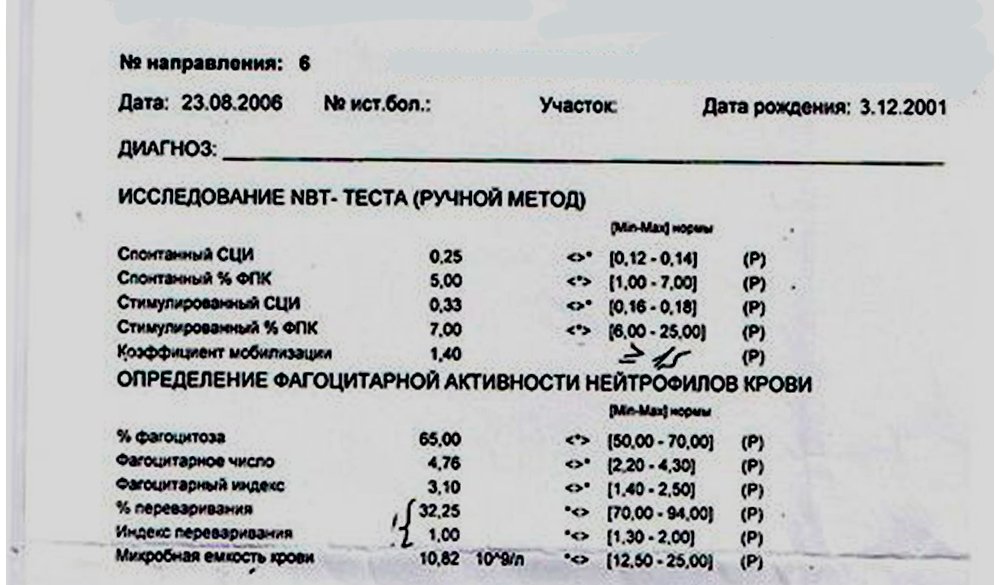 № направления: 6
Дата: 23.08.2006 № ист.бол.: Участок: Дата рождения: 3.12.2001
ДИАГНОЗ:
ИССЛЕДОВАНИЕ NBT- ТЕСТА (РУЧНОЙ МЕТОД)
[Min-Max] нормы
Спонтанный СЦИ 0,25 <>* [0,12 - 0,14] (P)
Спонтанный % ФПК 5,00 <*> [1,00 - 7,00] (P)
Стимулированный СЦИ 0,33 <>* [0,16 - 0,18] (P)
Стимулированный % ФПК 7,00 <*> [6,00 - 25,00] (P)
Коэффициент мобилизации 1,40 (P)
ОПРЕДЕЛЕНИЕ ФАГОЦИТАРНОЙ АКТИВНОСТИ НЕЙТРОФИЛОВ КРОВИ
[Min-Max] нормы
% фагоцитоза 65,00 <*> [50,00 - 70,00] (P)
Фагоцитарное число 4,76 <>* [2,20 - 4,30] (P)
Фагоцитарный индекс 3,10 <>* [1,40 - 2,50] (P)
% переваривания 32,25 *<> [70,00 - 94,00] (P)
Индекс переваривания 1,00 *<> [1,30 - 2,00] (P)
Микробная емкость крови 10,82 10^9/л *<> [12,50 - 25,00] (P)